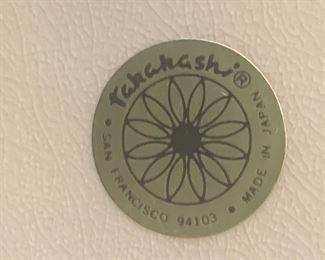 Takahashi®
• SAN FRANCISCO 94103 • MADE IN JAPAN